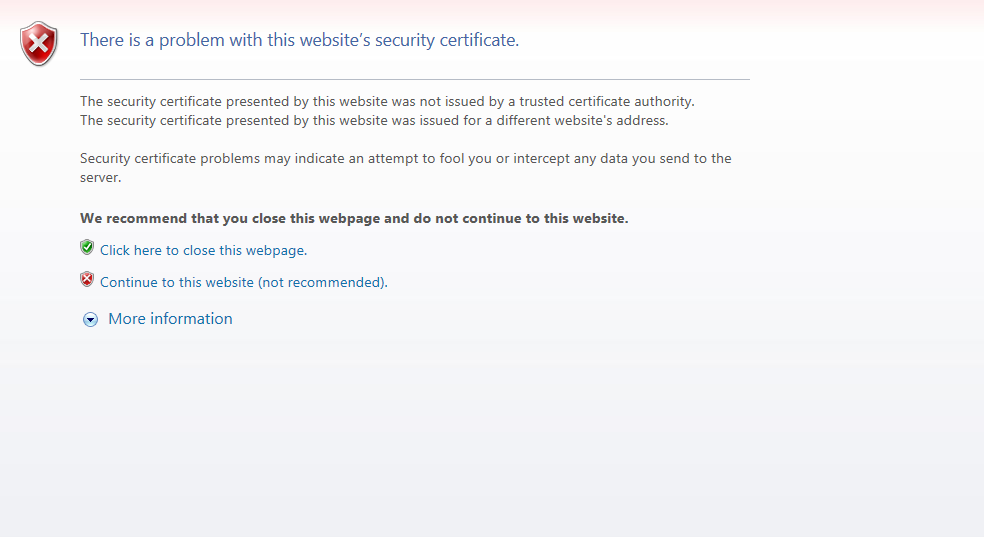 There is a problem with this website’s security certificate.
The security certificate presented by this website was not issued by a trusted certificate authority.
The security certificate presented by this website was issued for a different website's address.
Security certificate problems may indicate an attempt to fool you or intercept any data you send to the
server.
We recommend that you close this webpage and do not continue to this website.
Click here to close this webpage.
Continue to this website (not recommended).
More information